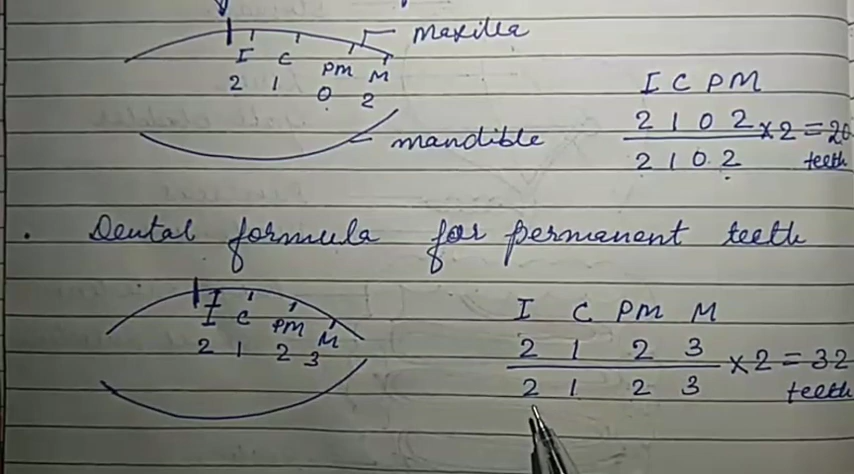 maxilla
I C PM M
2 1 0 2
mandible
I C P M
2 1 0 2
2 1 0 2
×2 = 20
teeth
. Dental formula for permanent teeth
I C PM M
2 1 2 3
I C PM M
2 1 2 3
2 1 2 3
×2 = 32
teeth